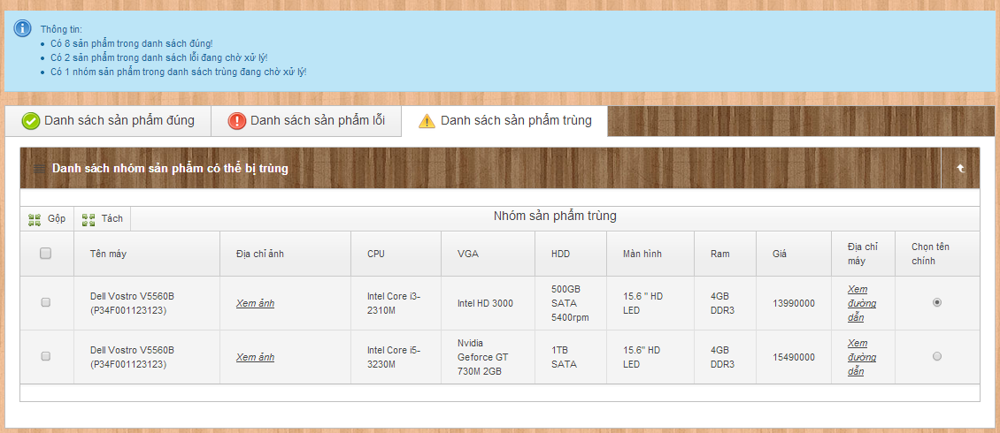 Thông tin:
Có 8 sản phẩm trong danh sách đúng!
Có 2 sản phẩm trong danh sách lỗi đang chờ xử lý!
Có 1 nhóm sản phẩm trong danh sách trùng đang chờ xử lý!
Danh sách sản phẩm đúng Danh sách sản phẩm lỗi Danh sách sản phẩm trùng
Danh sách nhóm sản phẩm có thể bị trùng
Gộp Tách Nhóm sản phẩm trùng
Tên máy Địa chỉ ảnh CPU VGA HDD Màn hình Ram Giá Địa chỉ máy Chọn tên chính
Dell Vostro V5560B (P34F001123123) Xem ảnh Intel Core i3-2310M Intel HD 3000 500GB SATA 5400rpm 15.6 " HD LED 4GB DDR3 13990000 Xem đường dẫn
Dell Vostro V5560B (P34F001123123) Xem ảnh Intel Core i5-3230M Nvidia Geforce GT 730M 2GB 1TB SATA 15.6" HD LED 4GB DDR3 15490000 Xem đường dẫn